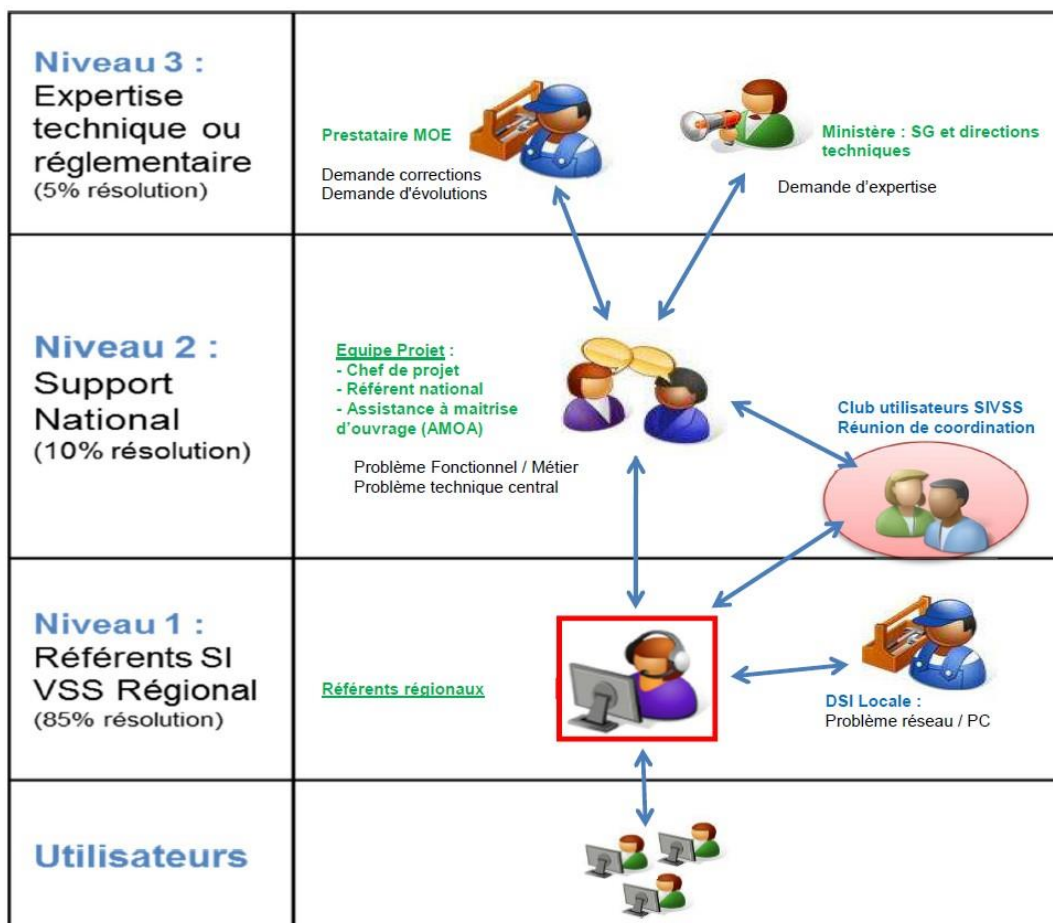 Niveau 3 :
Expertise
technique ou
réglementaire
(5% résolution)
Prestataire MOE
Demande corrections
Demande d'évolutions
Ministère : SG et directions
techniques
Demande d'expertise
Niveau 2 :
Support
National
(10% résolution)
Equipe Projet :
- Chef de projet
- Référent national
- Assistance à maitrise
d'ouvrage (AMOA)
Problème Fonctionnel / Métier
Problème technique central
Club utilisateurs SIVSS
Réunion de coordination
Niveau 1 :
Référents SI
VSS Régional
(85% résolution)
Référents régionaux
DSI Locale :
Problème réseau / PC
Utilisateurs